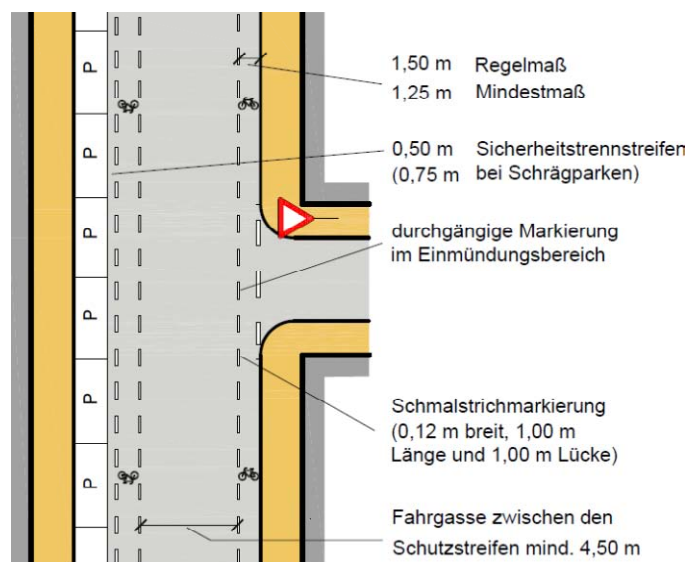 1,50 m Regelmaß
1,25 m Mindestmaß
0,50 m Sicherheitstrennstreifen
(0,75 m bei Schrägparken)
durchgängige Markierung
im Einmündungsbereich
Schmalstrichmarkierung
(0,12 m breit, 1,00 m
Länge und 1,00 m Lücke)
Fahrgasse zwischen den
Schutzstreifen mind. 4,50 m
P
P
P
P
P
P